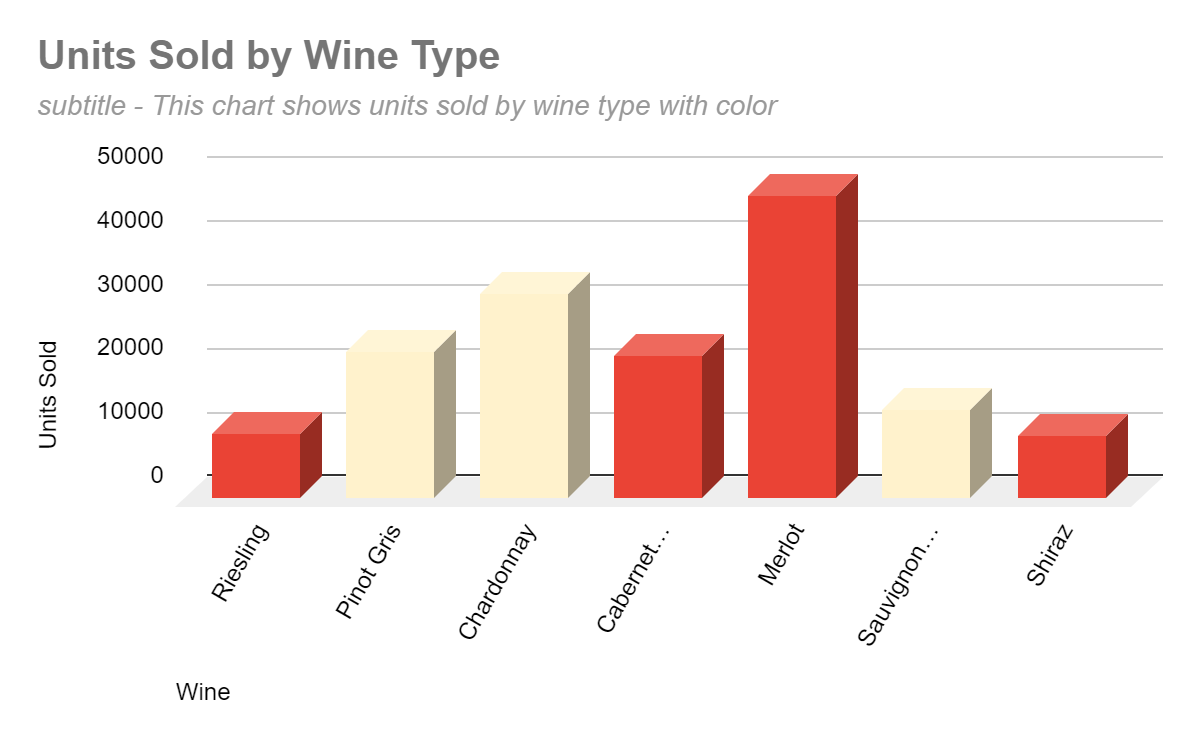 Units Sold by Wine Type
subtitle - This chart shows units sold by wine type with color
50000
40000
30000
20000
10000
0
Units Sold
Riesling
Pinot Gris
Chardonnay
Cabernet…
Merlot
Sauvignon…
Shiraz
Wine